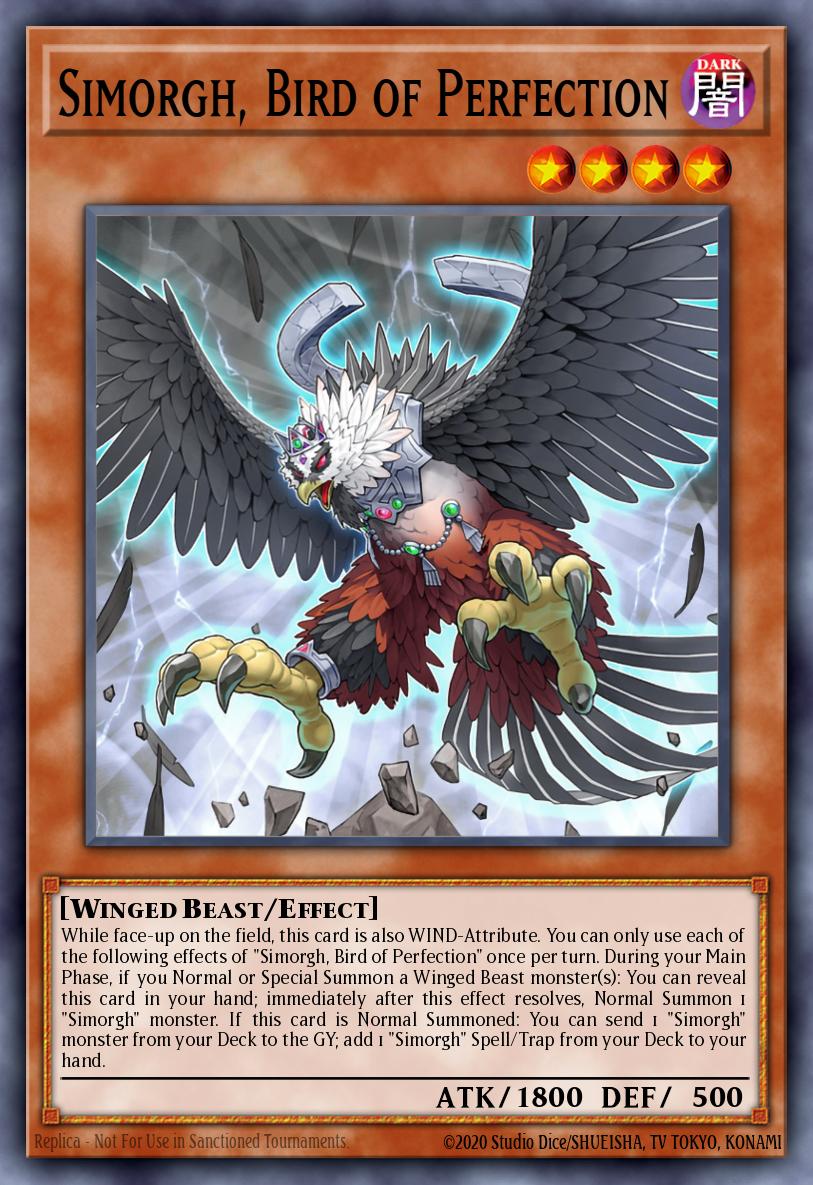 Simorgh, Bird of Perfection
DARK
闇
[Winged Beast/Effect]
While face-up on the field, this card is also WIND-Attribute. You can only use each of
the following effects of "Simorgh, Bird of Perfection" once per turn. During your Main
Phase, if you Normal or Special Summon a Winged Beast monster(s): You can reveal
this card in your hand; immediately after this effect resolves, Normal Summon 1
"Simorgh" monster. If this card is Normal Summoned: You can send 1 "Simorgh"
monster from your Deck to the GY; add 1 "Simorgh" Spell/Trap from your Deck to your
hand.
ATK/1800 DEF/ 500
Replica - Not For Use in Sanctioned Tournaments.
©2020 Studio Dice/SHUEISHA, TV TOKYO, KONAMI